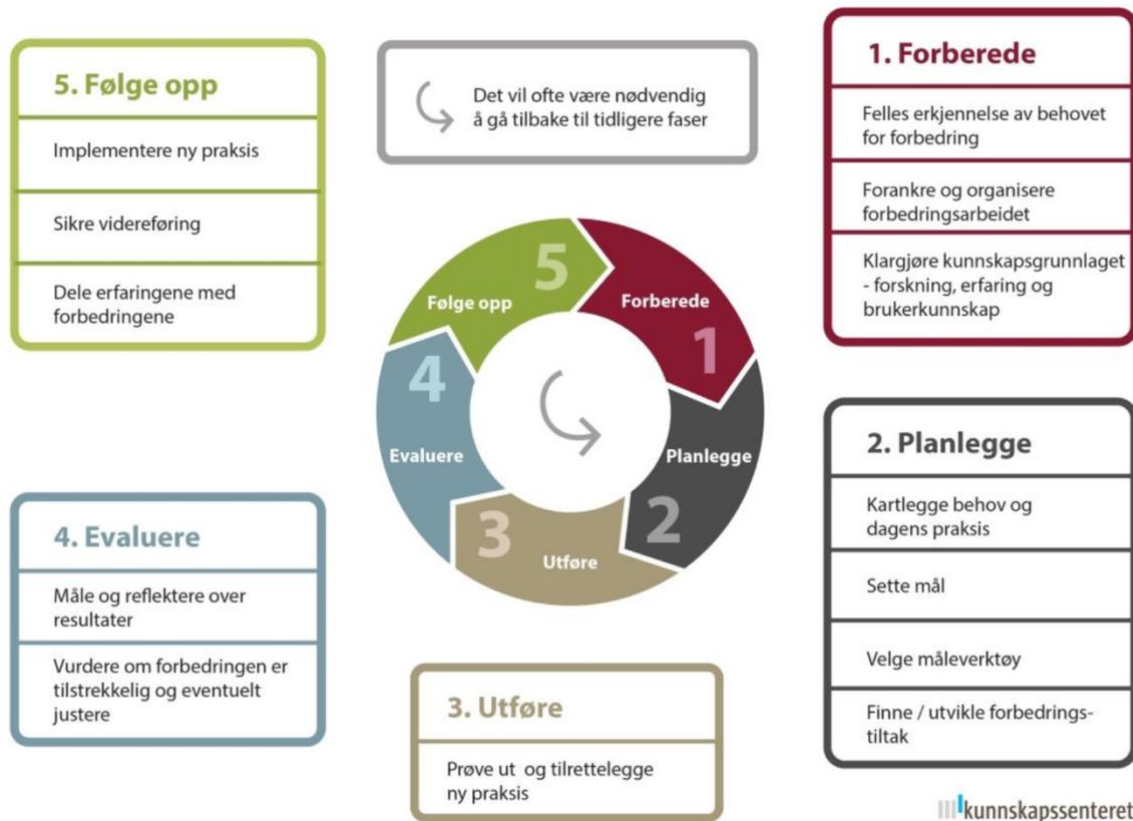 5. Følge opp
Implementere ny praksis
Sikre videreføring
Dele erfaringene med
forbedringene
Det vil ofte være nødvendig
å gå tilbake til tidligere faser
1. Forberede
Felles erkjennelse av behovet
for forbedring
Forankre og organisere
forbedringsarbeidet
Klargjøre kunnskapsgrunnlaget
- forskning, erfaring og
brukerkunnskap
5
Følge opp
Forberede
1
4
Evaluere
Planlegge
2
3
Utføre
2. Planlegge
Kartlegge behov og
dagens praksis
Sette mål
Velge måleverktøy
Finne / utvikle forbedrings-
tiltak
4. Evaluere
Måle og reflektere over
resultater
Vurdere om forbedringen er
tilstrekkelig og eventuelt
justere
3. Utføre
Prøve ut og tilrettelegge
ny praksis
kunnskapssenteret